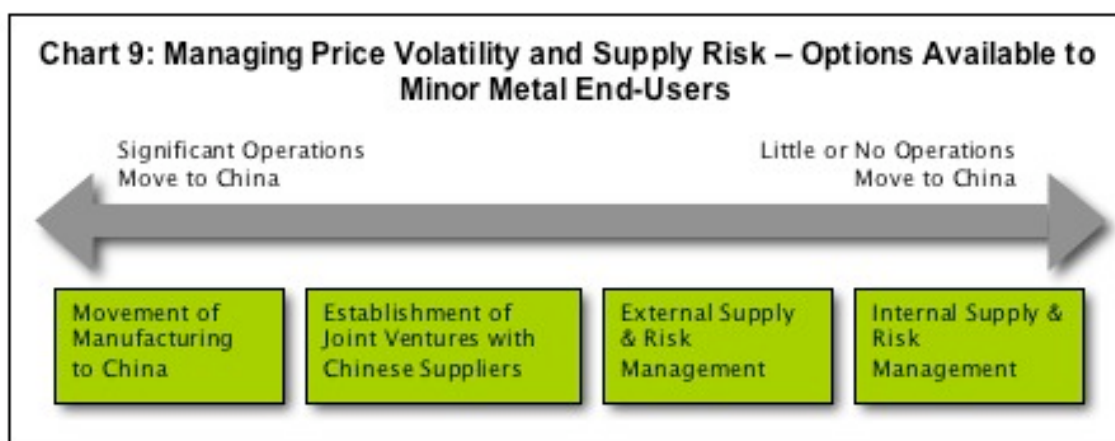 Chart 9: Managing Price Volatility and Supply Risk – Options Available to
Minor Metal End-Users
Significant Operations
Move to China
Little or No Operations
Move to China
Movement of
Manufacturing
to China
Establishment of
Joint Ventures with
Chinese Suppliers
External Supply
& Risk
Management
Internal Supply &
Risk
Management